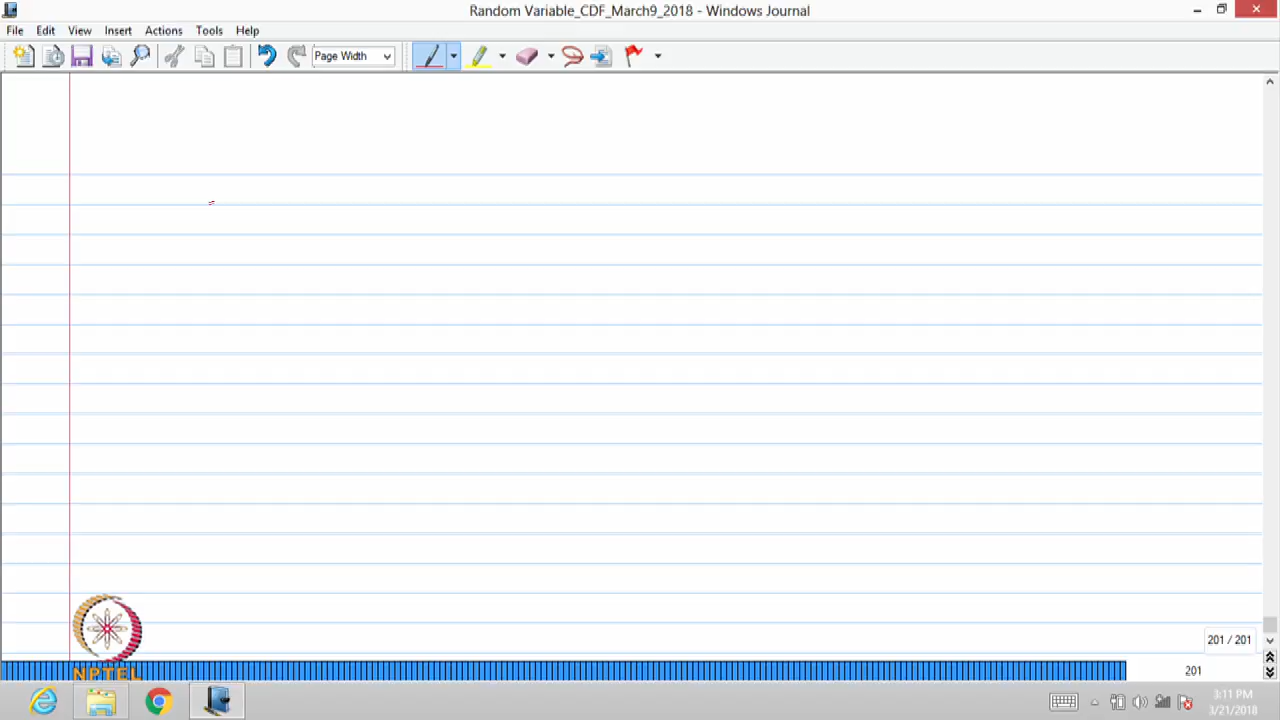 Random Variable_CDF_March9_2018 - Windows Journal
File Edit View Insert Actions Tools Help
Page Width
201 / 201
NPTEL
201
3:11 PM
3/21/2018